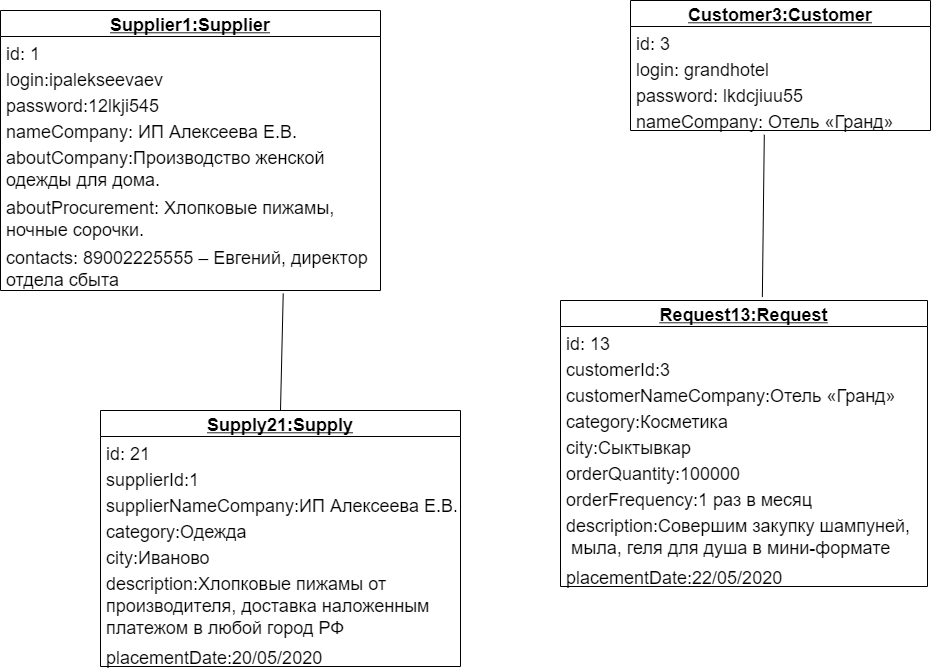 Supplier1:Supplier
id: 1
login:ipalekseevaev
password:12lkji545
nameCompany: ИП Алексеева Е.В.
aboutCompany:Производство женской
одежды для дома.
aboutProcurement: Хлопковые пижамы,
ночные сорочки.
contacts: 89002225555 – Евгений, директор
отдела сбыта
Customer3:Customer
id: 3
login: grandhotel
password: lkdcjiuu55
nameCompany: Отель «Гранд»
Supply21:Supply
id: 21
supplierId:1
supplierNameCompany:ИП Алексеева Е.В.
category:Одежда
city:Иваново
description:Хлопковые пижамы от
производителя, доставка наложенным
платежом в любой город РФ
placementDate:20/05/2020
Request13:Request
id: 13
customerId:3
customerNameCompany:Отель «Гранд»
category:Косметика
city:Сыктывкар
orderQuantity:100000
orderFrequency:1 раз в месяц
description:Совершим закупку шампуней,
мыла, геля для душа в мини-формате
placementDate:22/05/2020